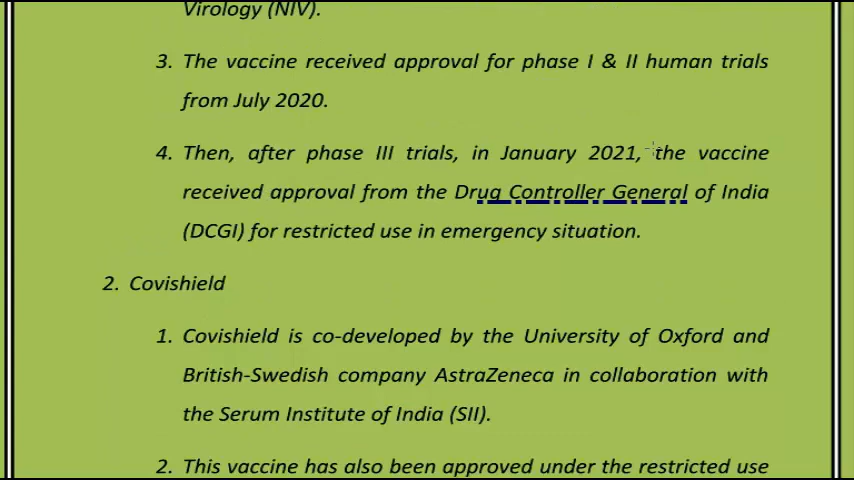 Virology (NIV).
3. The vaccine received approval for phase I & II human trials
from July 2020.
4. Then, after phase III trials, in January 2021, the vaccine
received approval from the Drug Controller General of India
(DCGI) for restricted use in emergency situation.
2. Covishield
1. Covishield is co-developed by the University of Oxford and
British-Swedish company AstraZeneca in collaboration with
the Serum Institute of India (SII).
2. This vaccine has also been approved under the restricted use